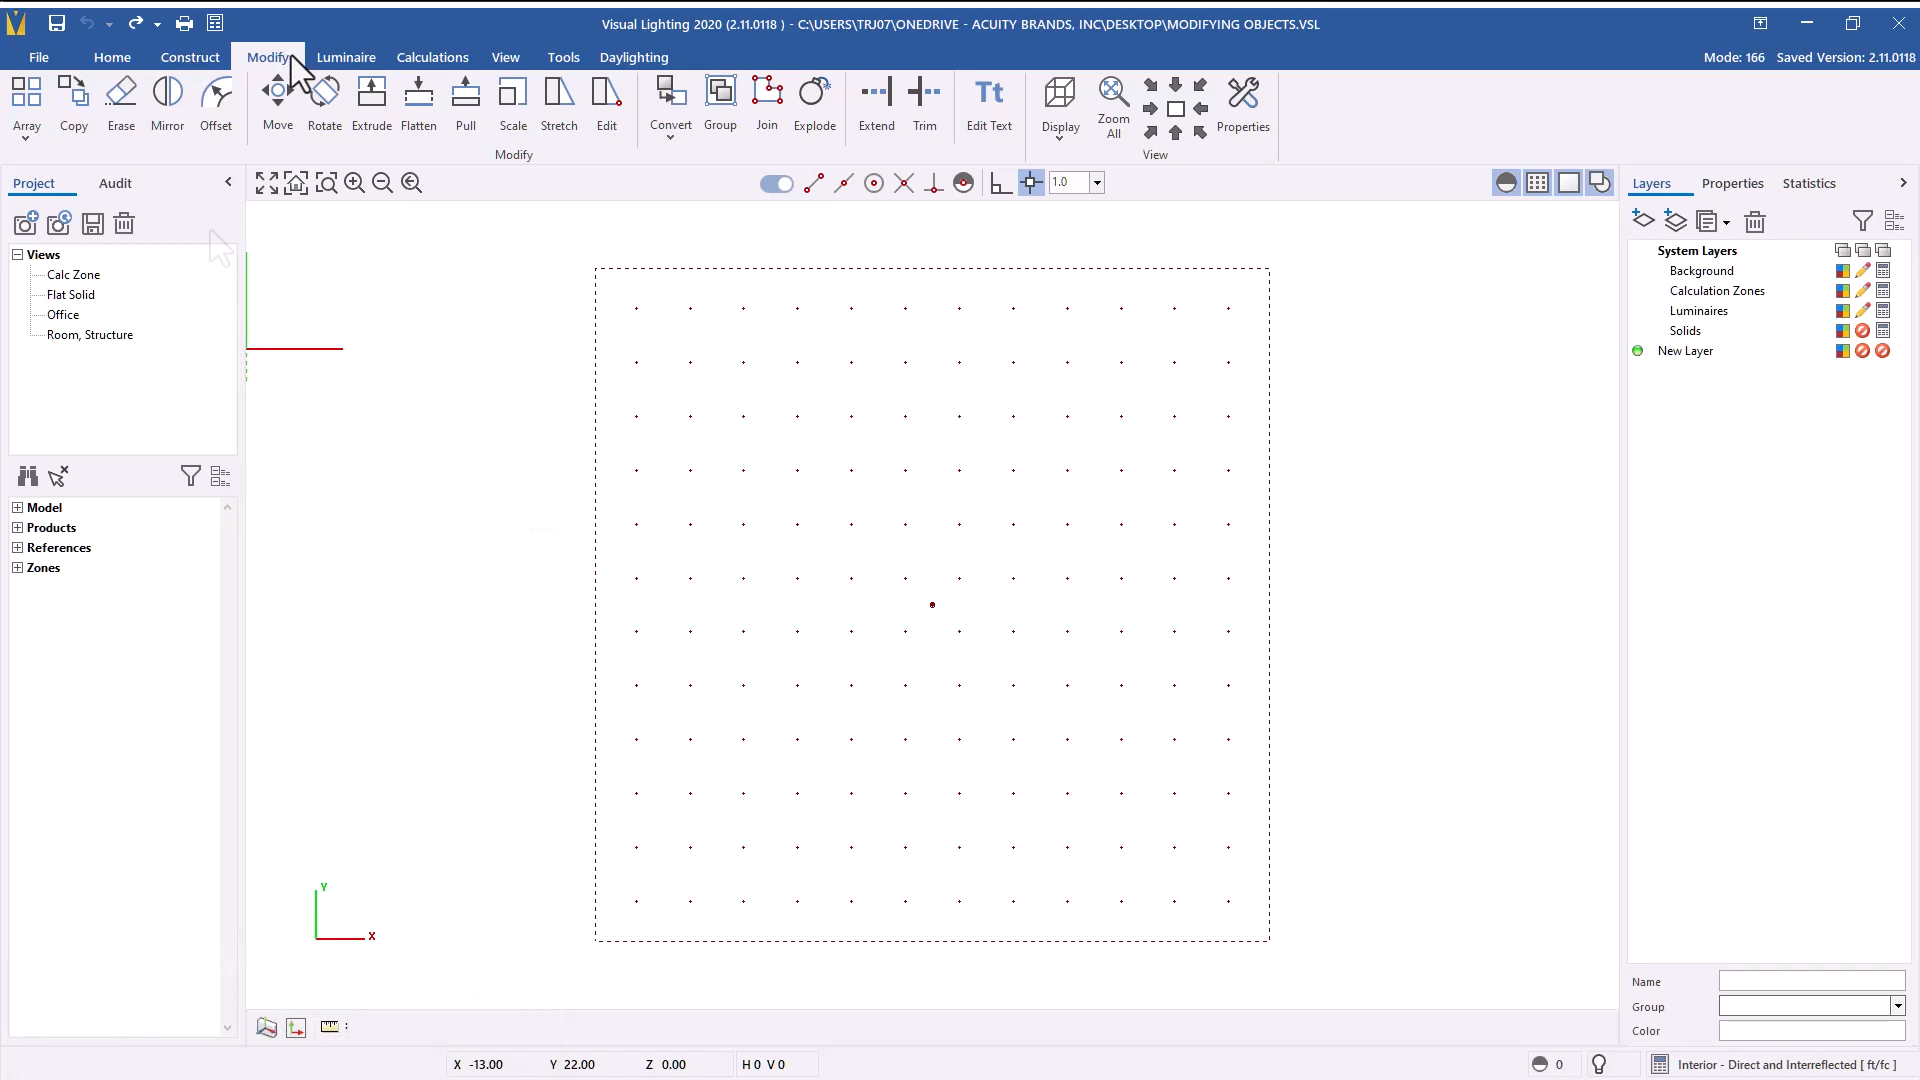 Visual Lighting 2020 (2.11.0118 ) - C:\USERS\TRJ07\ONEDRIVE - ACUITY BRANDS, INC\DESKTOP\MODIFYING OBJECTS.VSL
File Home Construct Modify Luminaire Calculations View Tools Daylighting Mode: 166 Saved Version: 2.11.0118
Array Copy Erase Mirror Offset Move Rotate Extrude Flatten Pull Scale Stretch Edit Convert Group Join Explode Extend Trim Tt Edit Text Display Zoom All Properties
Modify View
Project Audit 1.0 Layers Properties Statistics
Views
Calc Zone
Flat Solid
Office
Room, Structure
Model
Products
References
Zones
System Layers
Background
Calculation Zones
Luminaires
Solids
New Layer
Y
X
Name
Group
Color
:
X -13.00 Y 22.00 Z 0.00 H 0 V 0 0 Interior - Direct and Interreflected [ ft/fc ]